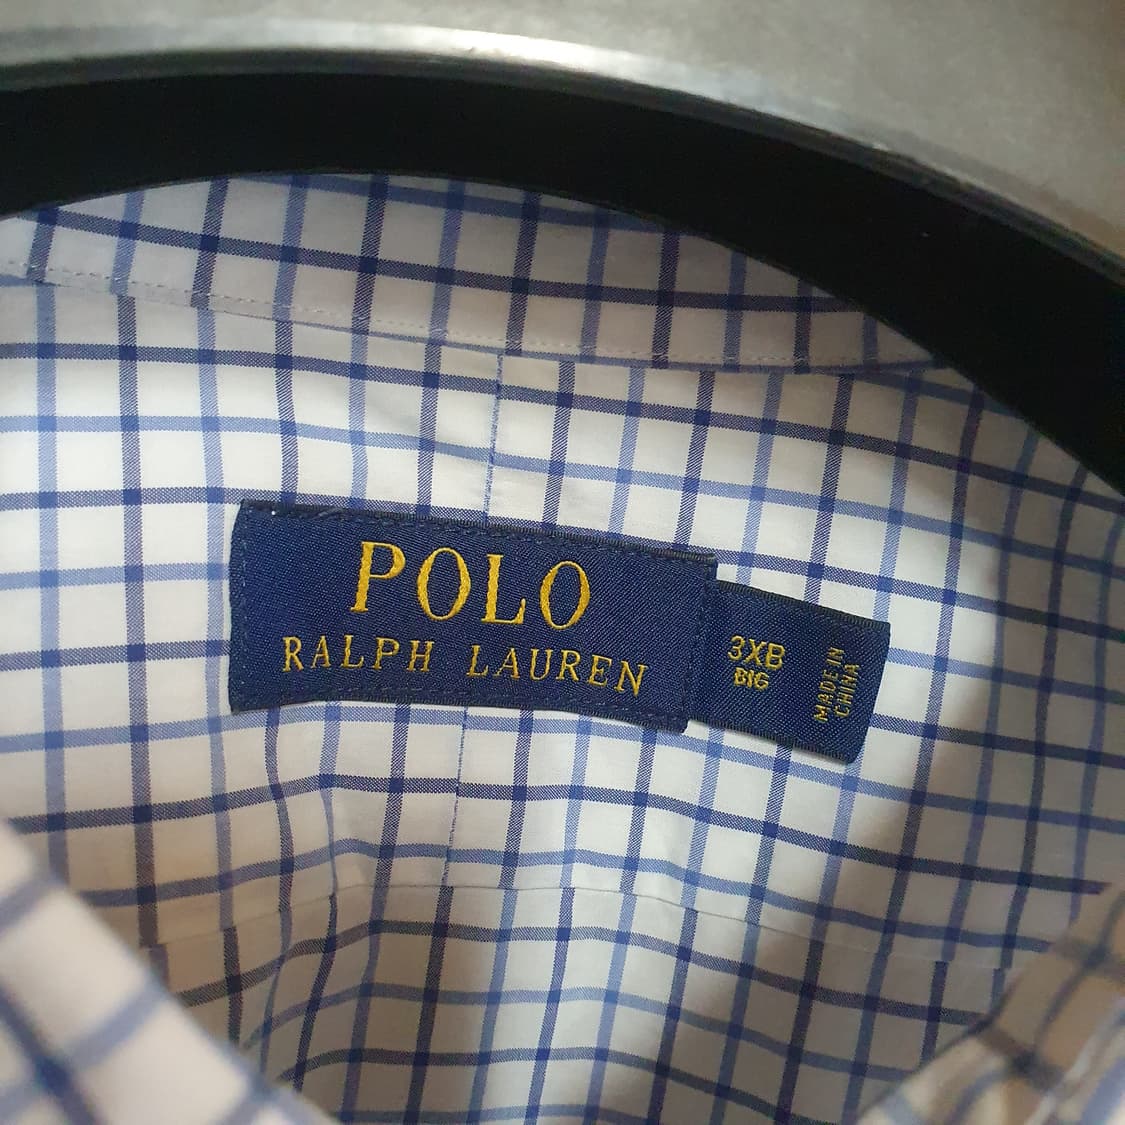 POLO
RALPH LAUREN
3XB
BIG
MADE IN
CHINA